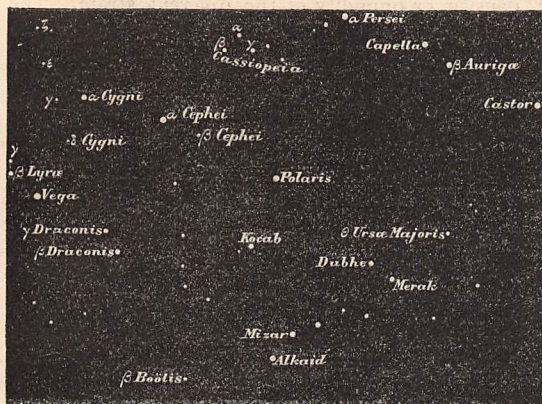 α Persei
ζ
α
β γ
Capella
Cassiopeia
ε
β Aurigæ
γ
α Cygni
Castor
α Cephei
β Cephei
δ Cygni
γ
β Lyræ
Polaris
Vega
γ Draconis
Kocab
θ Ursæ Majoris
β Draconis
Dubhe
Merak
Mizar
Alkaid
β Boötis